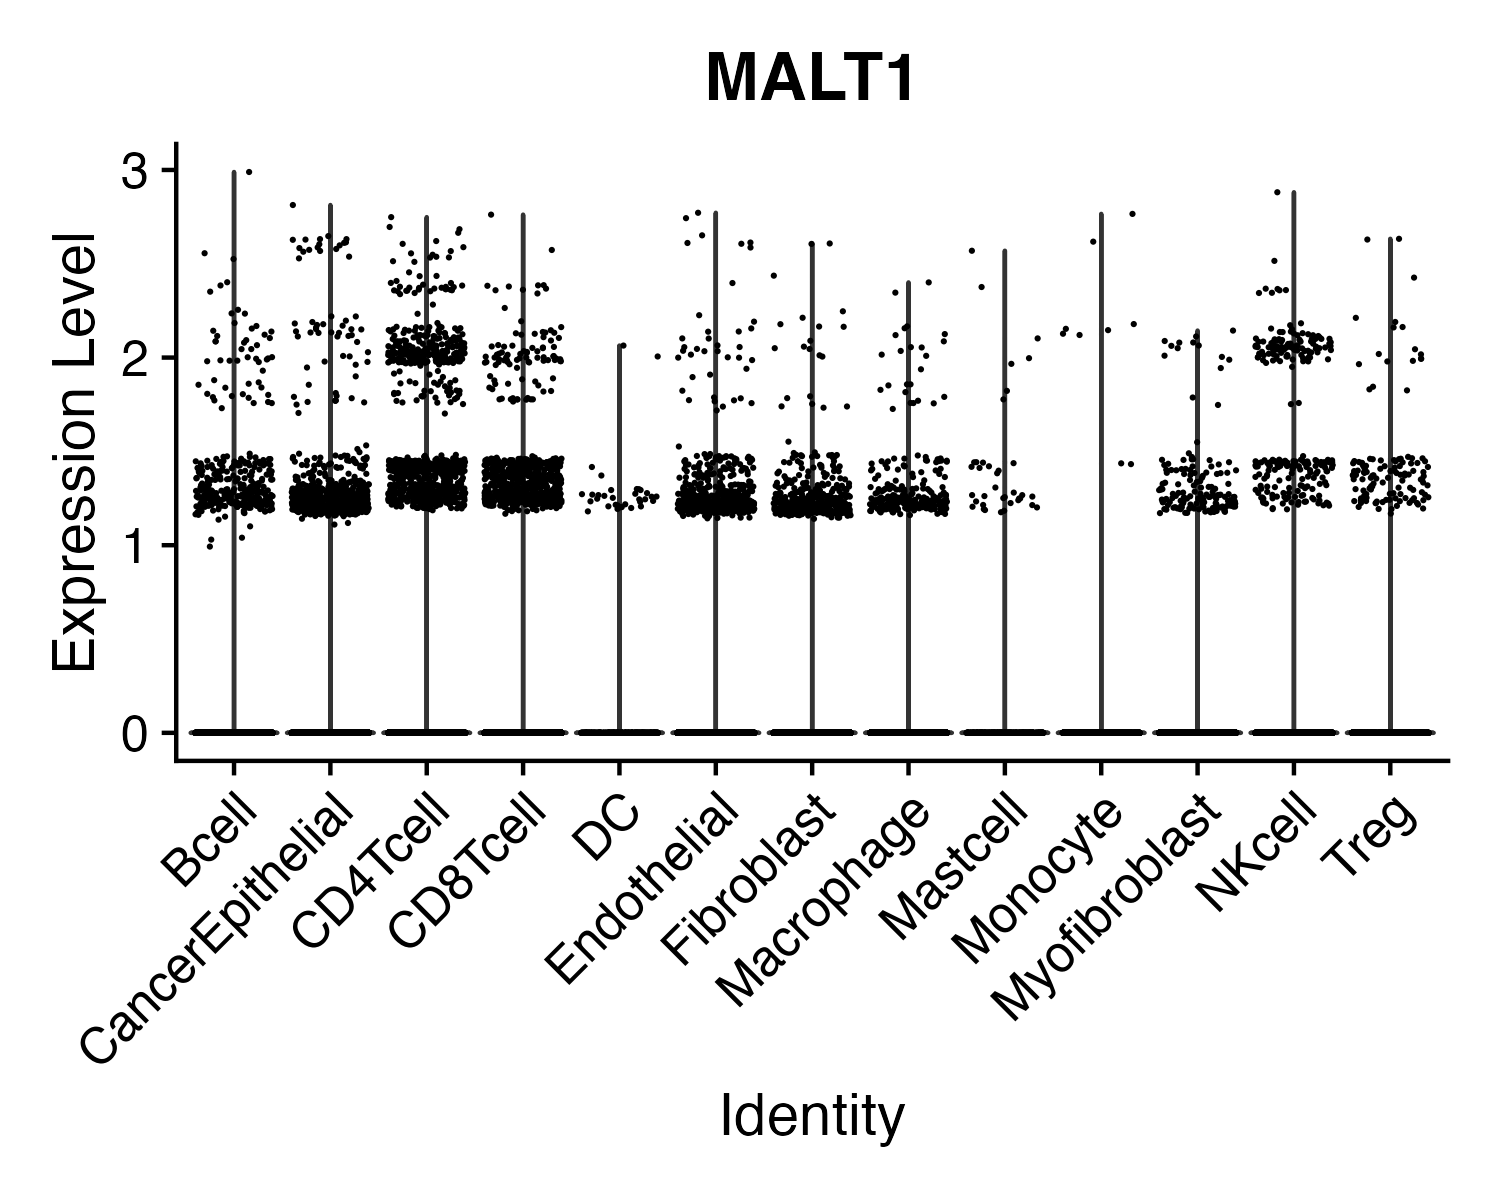 MALT1
Expression Level
3
2
1
0
Bcell
CancerEpithelial
CD4Tcell
CD8Tcell
DC
Endothelial
Fibroblast
Macrophage
Mastcell
Monocyte
Myofibroblast
NKcell
Treg
Identity